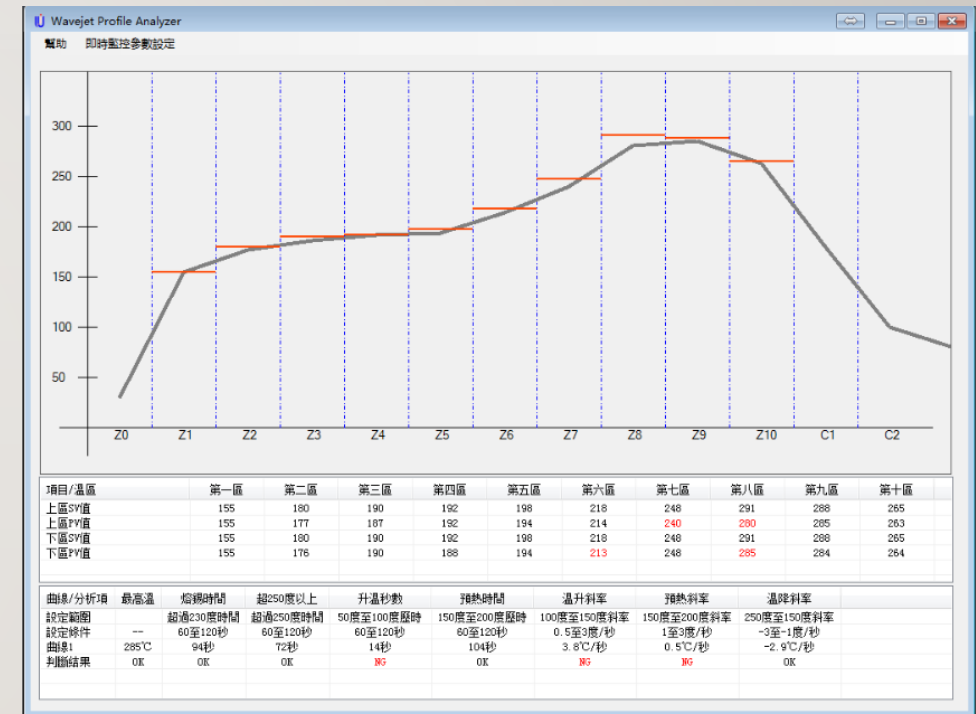 Wavejet Profile Analyzer
幫助 即時監控參數設定
300
250
200
150
100
50
Z0 Z1 Z2 Z3 Z4 Z5 Z6 Z7 Z8 Z9 Z10 C1 C2
項目/溫區 第一區 第二區 第三區 第四區 第五區 第六區 第七區 第八區 第九區 第十區
上區SV值 155 180 190 192 198 218 248 291 288 265
上區PV值 155 177 187 192 194 214 240 280 285 263
下區SV值 155 180 190 192 198 218 248 291 288 265
下區PV值 155 176 190 188 194 213 248 285 284 264
曲線/分析項 最高溫 熔錫時間 超250度以上 升溫秒數 預熱時間 溫升斜率 預熱斜率 溫降斜率
設定範圍 超過230度時間 超過250度時間 50度至100度歷時 150度至200度歷時 100度至150度斜率 150度至200度斜率 250度至150度斜率
設定條件 -- 60至120秒 60至120秒 60至120秒 60至120秒 0.5至3度/秒 1至3度/秒 -3至-1度/秒
曲線1 285℃ 94秒 72秒 14秒 104秒 3.8℃/秒 0.5℃/秒 -2.9℃/秒
判斷結果 OK OK OK NG OK NG NG OK